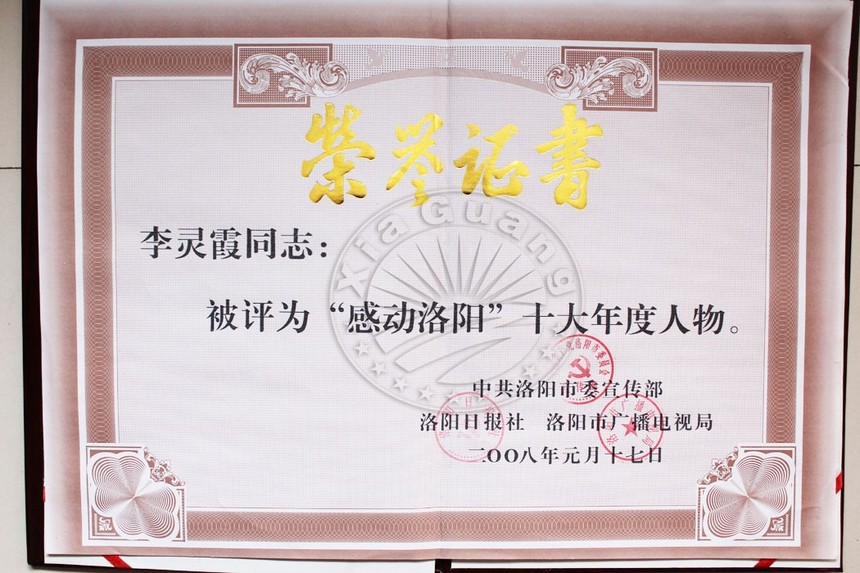 荣誉证书
Xia Guang
李灵霞同志：
被评为“感动洛阳”十大年度人物。
中共洛阳市委宣传部
洛阳日报社 洛阳市广播电视局
二〇〇八年元月十七日